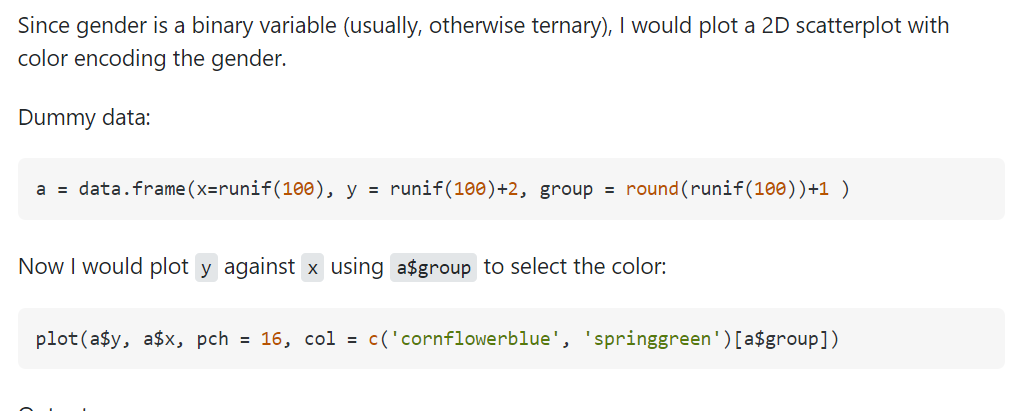 Since gender is a binary variable (usually, otherwise ternary), I would plot a 2D scatterplot with
color encoding the gender.
Dummy data:
a = data.frame(x=runif(100), y = runif(100)+2, group = round(runif(100))+1 )
Now I would plot y against x using a$group to select the color:
plot(a$y, a$x, pch = 16, col = c('cornflowerblue', 'springgreen')[a$group])